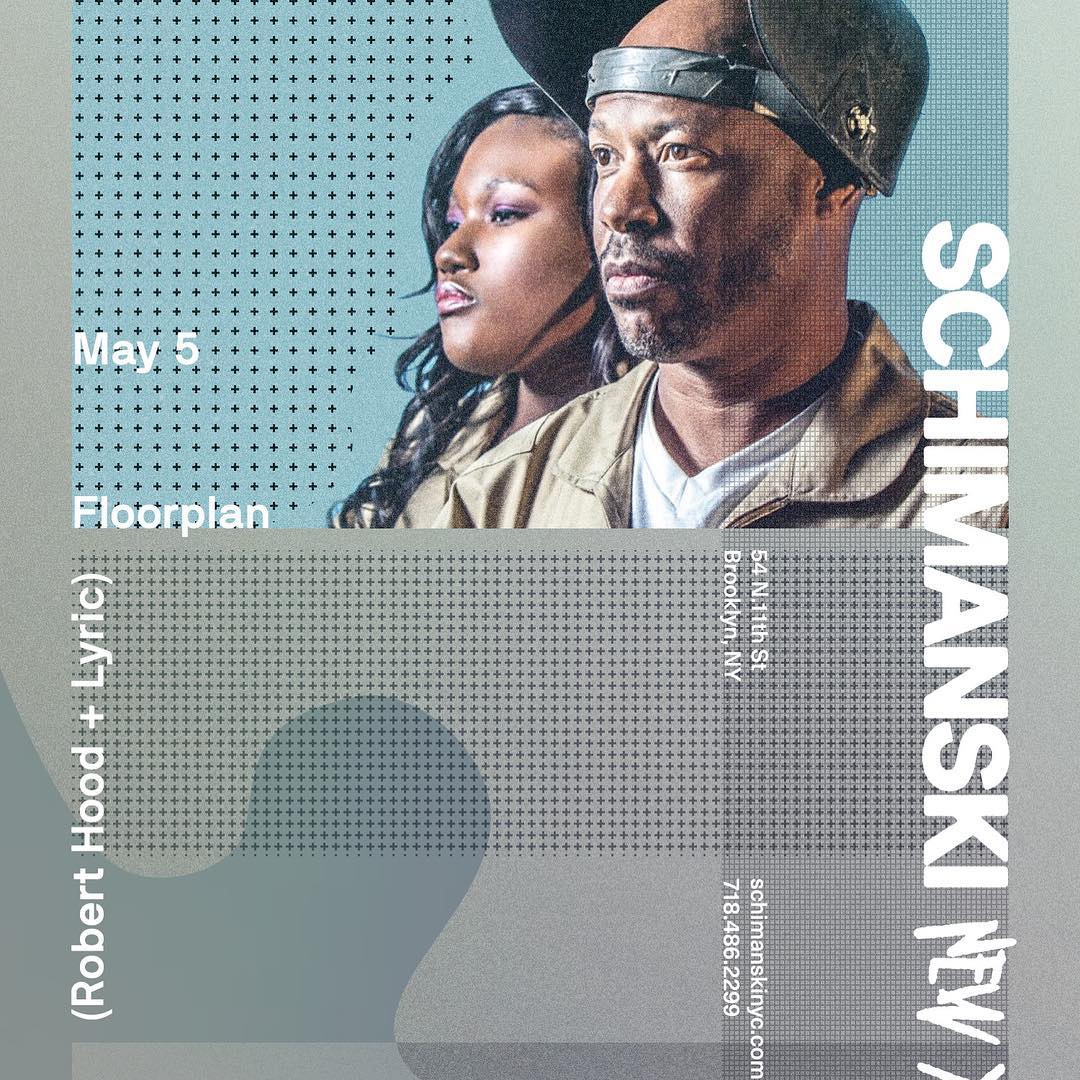 May 5
Floorplan
(Robert Hood + Lyric)
54 N 11th St
Brooklyn, NY
schimanskinyc.com
718.486.2299
SCHIMANSKI NEW